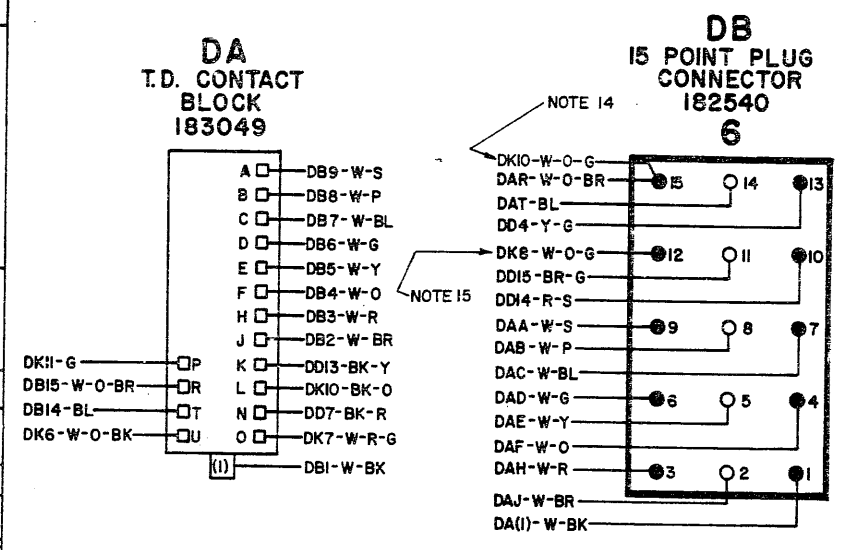 DA
T.D. CONTACT
BLOCK
183049
A DB9-W-S
B DB8-W-P
C DB7-W-BL
D DB6-W-G
E DB5-W-Y
F DB4-W-O
H DB3-W-R
J DB2-W-BR
DK11-G P K DD13-BK-Y
DB15-W-O-BR R L DK10-BK-O
DB14-BL T N DD7-BK-R
DK6-W-O-BK U O DK7-W-R-G
(1) DB1-W-BK
DB
15 POINT PLUG
CONNECTOR
182540
6
NOTE 14
DK10-W-O-G
DAR-W-O-BR 15 14 13
DAT-BL
DD4-Y-G
DK8-W-O-G 12 11 10
DD15-BR-G
NOTE 15
DD14-R-S
DAA-W-S 9 8 7
DAB-W-P
DAC-W-BL
DAD-W-G 6 5 4
DAE-W-Y
DAF-W-O
DAH-W-R 3 2 1
DAJ-W-BR
DA(1)-W-BK